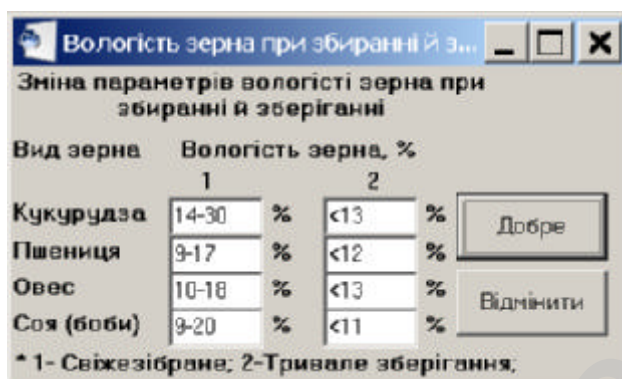 Вологість зерна при збиранні й з...
Зміна параметрів вологісті зерна при
збиранні й зберіганні
Вид зерна Вологість зерна, %
1 2
Кукурудза 14-30 % <13 %
Добре
Пшениця 9-17 % <12 %
Овес 10-18 % <13 %
Відмінити
Соя (боби) 9-20 % <11 %
* 1- Свіжезібране; 2-Тривале зберігання;